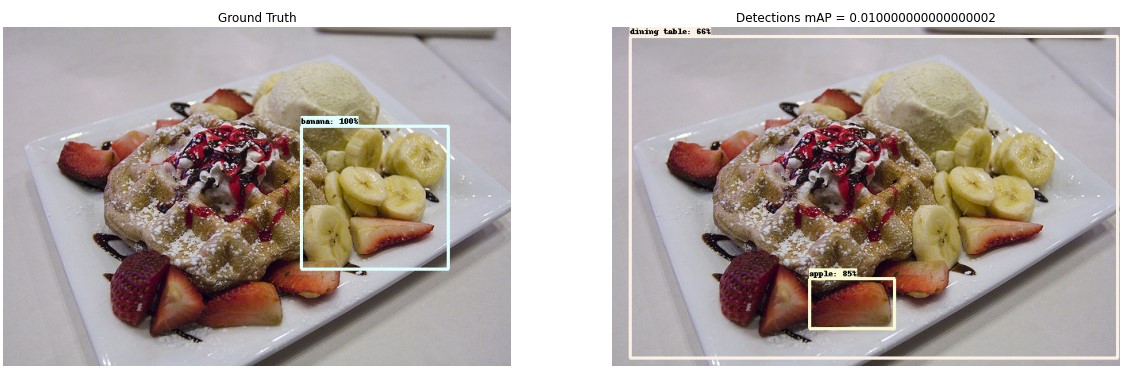 Ground Truth
Detections mAP = 0.010000000000000002
dining table: 66%
banana: 100%
apple: 85%